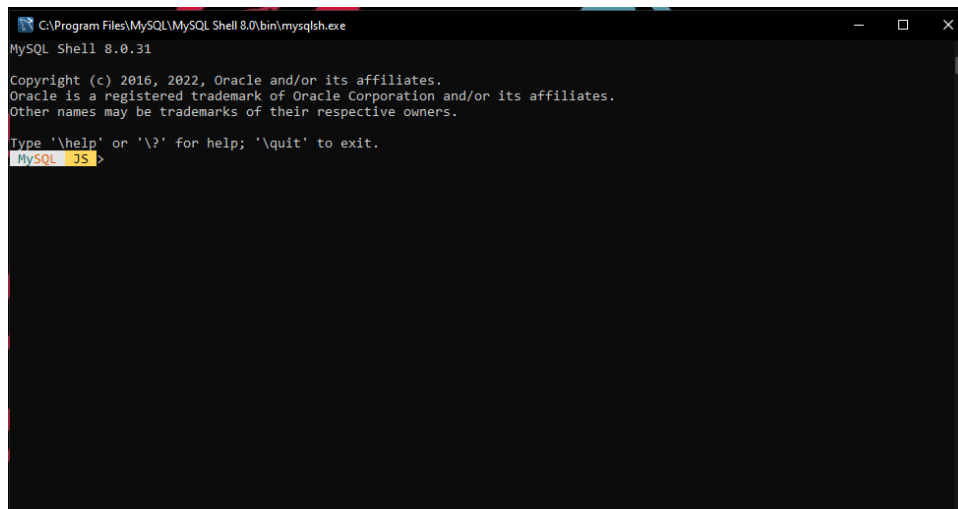 C:\Program Files\MySQL\MySQL Shell 8.0\bin\mysqlsh.exe
MySQL Shell 8.0.31
Copyright (c) 2016, 2022, Oracle and/or its affiliates.
Oracle is a registered trademark of Oracle Corporation and/or its affiliates.
Other names may be trademarks of their respective owners.
Type '\help' or '\?' for help; '\quit' to exit.
MySQL JS >